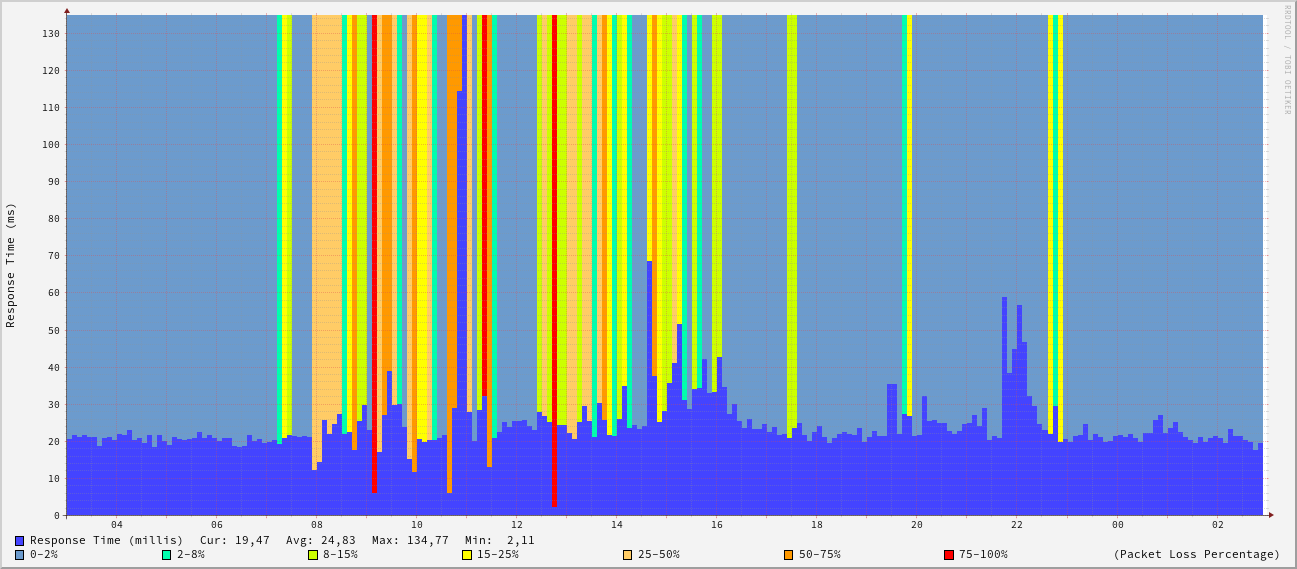 RRDTOOL / TOBI OETIKER
Response Time (ms)
130
120
110
100
90
80
70
60
50
40
30
20
10
0
04 06 08 10 12 14 16 18 20 22 00 02
Response Time (millis) Cur: 19,47 Avg: 24,83 Max: 134,77 Min: 2,11
0-2% 2-8% 8-15% 15-25% 25-50% 50-75% 75-100% (Packet Loss Percentage)